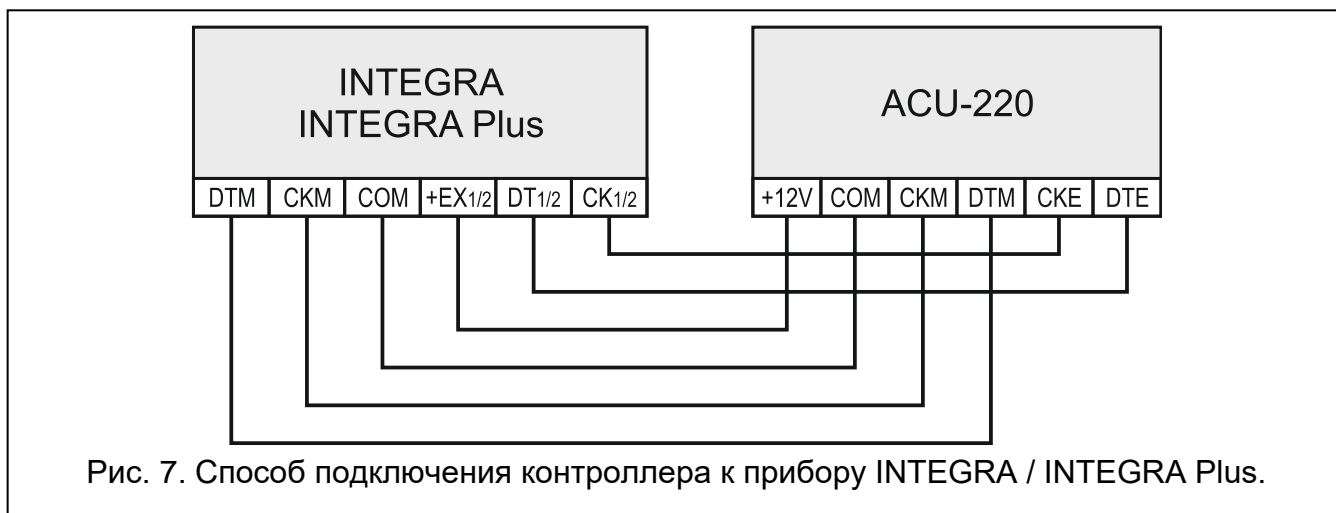 INTEGRA
INTEGRA Plus
DTM CKM COM +EX1/2 DT1/2 CK1/2
ACU-220
+12V COM CKM DTM CKE DTE
Рис. 7. Способ подключения контроллера к прибору INTEGRA / INTEGRA Plus.